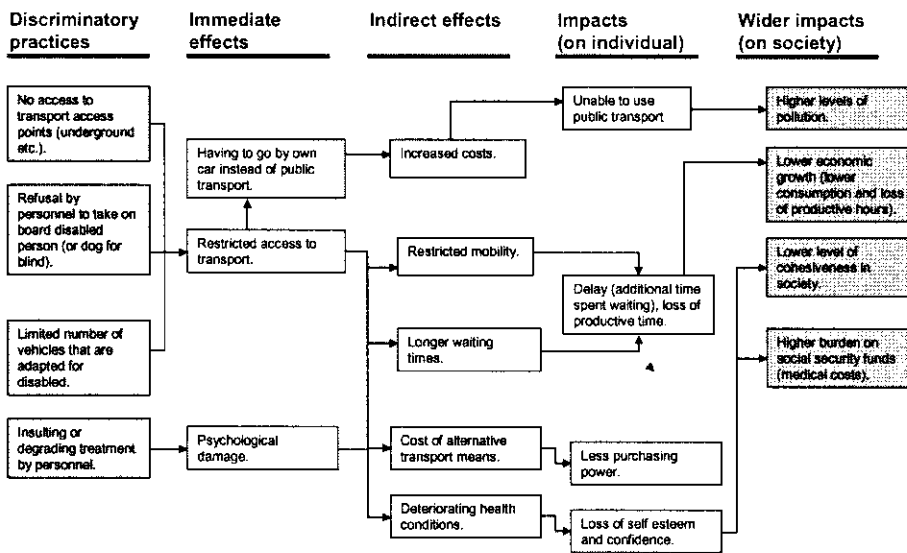 Discriminatory
practices
Immediate
effects
Indirect effects
Impacts
(on individual)
Wider impacts
(on society)
No access to
transport access
points (underground
etc.).
Refusal by
personnel to take on
board disabled
person (or dog for
blind).
Limited number of
vehicles that are
adapted for
disabled.
Insulting or
degrading treatment
by personnel.
Having to go by own
car instead of public
transport.
Restricted access to
transport.
Psychological
damage.
Increased costs.
Restricted mobility.
Longer waiting
times.
Cost of alternative
transport means.
Deteriorating health
conditions.
Unable to use
public transport
Delay (additional time
spent waiting), loss of
productive time.
Less purchasing
power.
Loss of self esteem
and confidence.
Higher levels of
pollution.
Lower economic
growth (lower
consumption and loss
of productive hours).
Lower level of
cohesiveness in
society.
Higher burden on
social security funds
(medical costs).